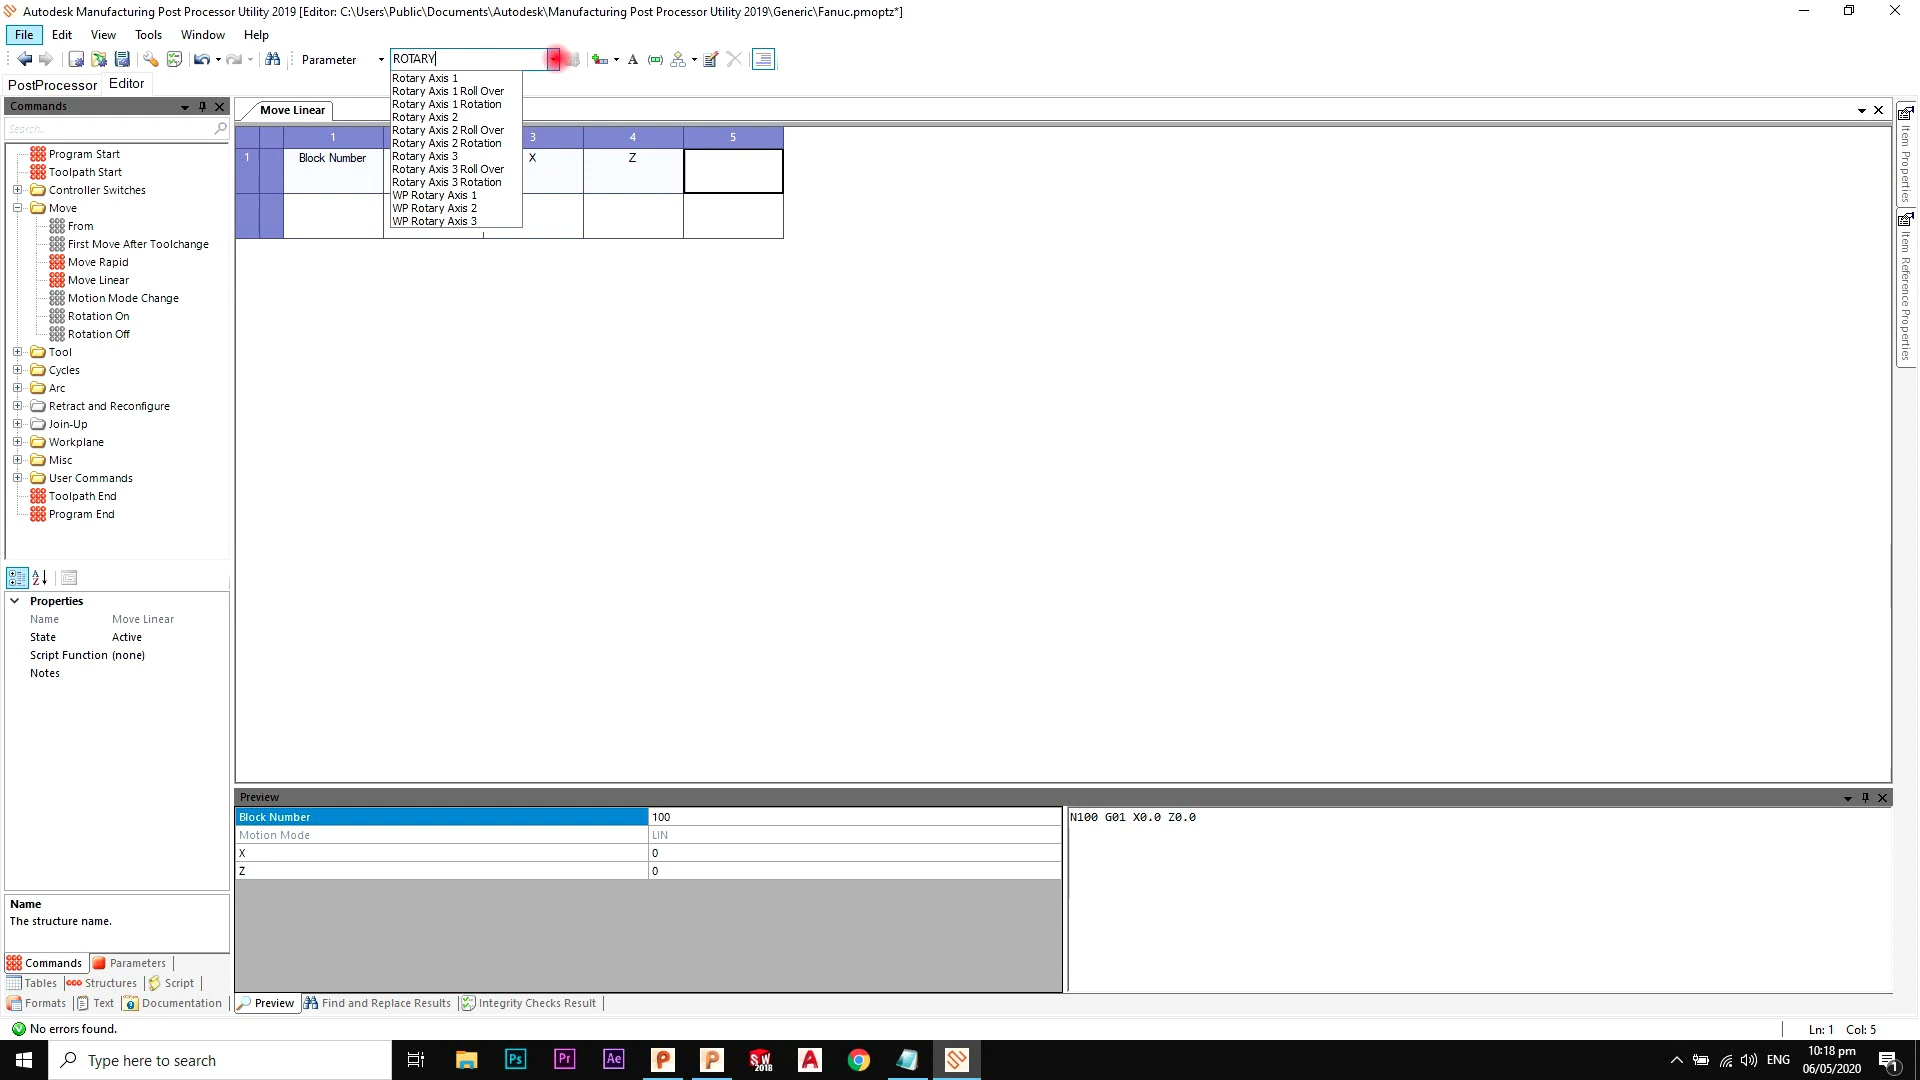 Autodesk Manufacturing Post Processor Utility 2019 [Editor: C:\Users\Public\Documents\Autodesk\Manufacturing Post Processor Utility 2019\Generic\Fanuc.pmoptz*]
File Edit View Tools Window Help
Parameter ROTARY
Rotary Axis 1
Rotary Axis 1 Roll Over
Rotary Axis 1 Rotation
Rotary Axis 2
Rotary Axis 2 Roll Over
Rotary Axis 2 Rotation
Rotary Axis 3
Rotary Axis 3 Roll Over
Rotary Axis 3 Rotation
WP Rotary Axis 1
WP Rotary Axis 2
WP Rotary Axis 3
PostProcessor Editor
Commands
Search...
Program Start
Toolpath Start
Controller Switches
Move
From
First Move After Toolchange
Move Rapid
Move Linear
Motion Mode Change
Rotation On
Rotation Off
Tool
Cycles
Arc
Retract and Reconfigure
Join-Up
Workplane
Misc
User Commands
Toolpath End
Program End
Move Linear
1 3 4 5
1 Block Number X Z
Item Properties
Item Reference Properties
Properties
Name Move Linear
State Active
Script Function (none)
Notes
Name
The structure name.
Commands Parameters
Tables Structures Script
Formats Text Documentation
Preview
Block Number 100
Motion Mode LIN
X 0
Z 0
N100 G01 X0.0 Z0.0
Preview Find and Replace Results Integrity Checks Result
No errors found.
Ln: 1 Col: 5
Type here to search
Ps Pr Ae P P SW 2018 A
ENG
10:18 pm
06/05/2020
1